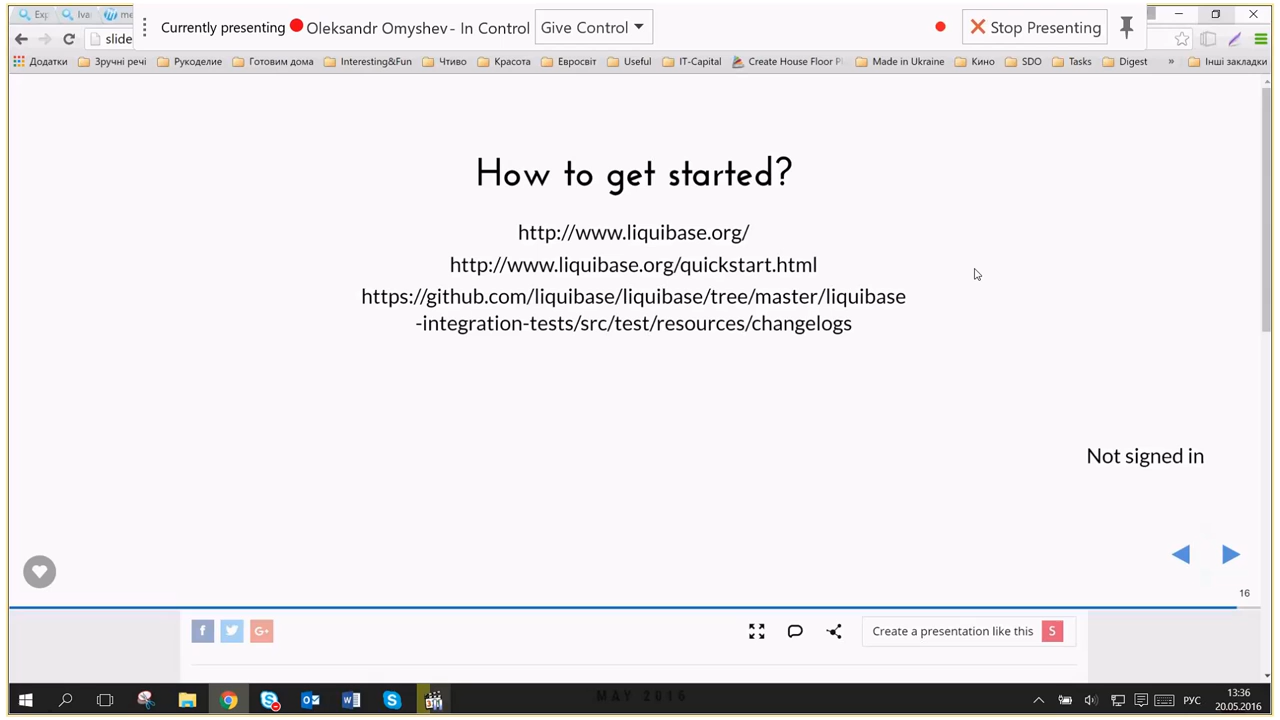 Exp
Iva
me
Currently presenting
Oleksandr Omyshev - In Control
Give Control
Stop Presenting
slide
Додатки
Зручні речі
Рукоделие
Готовим дома
Interesting&Fun
Чтиво
Красота
Евросвіт
Useful
IT-Capital
Create House Floor P
Made in Ukraine
Кино
SDO
Tasks
Digest
»
Інші закладки
How to get started?
http://www.liquibase.org/
http://www.liquibase.org/quickstart.html
https://github.com/liquibase/liquibase/tree/master/liquibase
-integration-tests/src/test/resources/changelogs
Not signed in
16
f
G+
Create a presentation like this
S
MAY 2016
РУС
13:36
20.05.2016